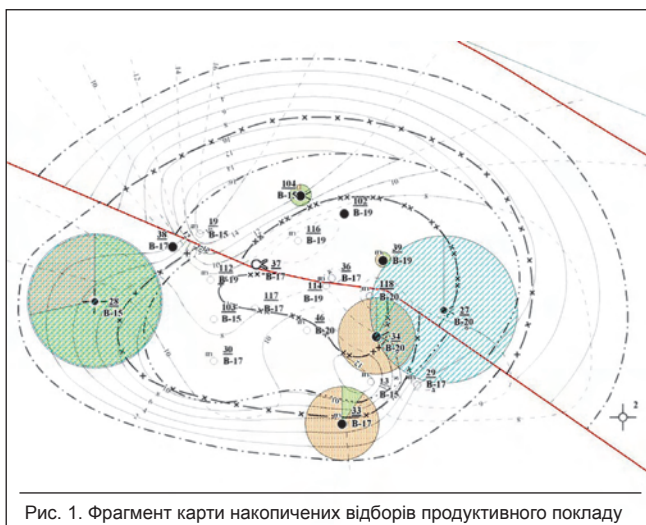 104
В-15
102
В-19
19
В-15
38
В-17
116
В-19
39
В-19
37
В-17
36
В-17
112
В-19
114
В-19
118
В-20
28
В-15
103
В-15
117
В-17
27
В-20
46
В-20
34
В-20
30
В-17
13
В-15
29
В-17
33
В-17
2
Рис. 1. Фрагмент карти накопичених відборів продуктивного покладу